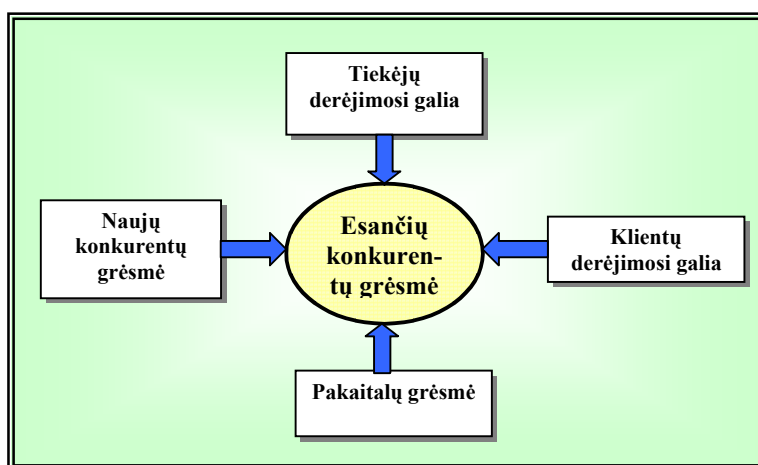 Tiekėjų
derėjimosi galia
Naujų
konkurentų
grėsmė
Esančių
konkuren-
tų grėsmė
Klientų
derėjimosi galia
Pakaitalų grėsmė